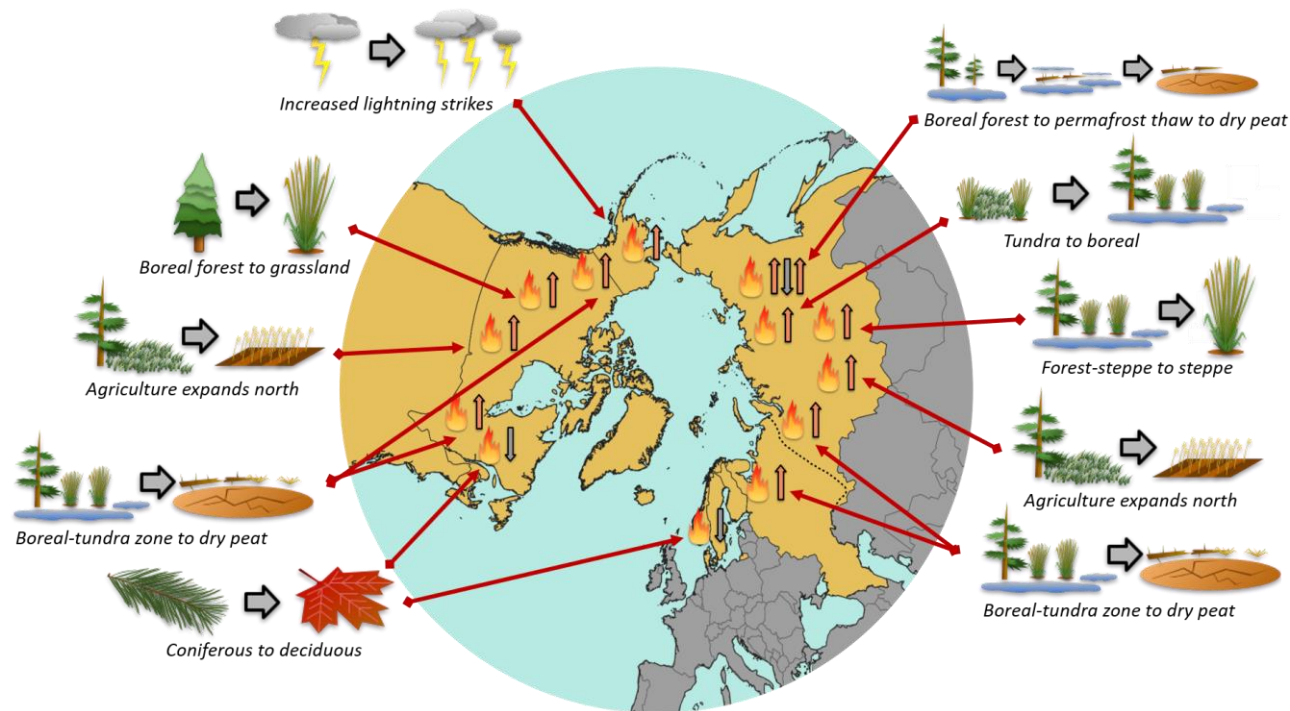 Increased lightning strikes
Boreal forest to permafrost thaw to dry peat
Boreal forest to grassland
Tundra to boreal
Agriculture expands north
Forest-steppe to steppe
Boreal-tundra zone to dry peat
Agriculture expands north
Coniferous to deciduous
Boreal-tundra zone to dry peat